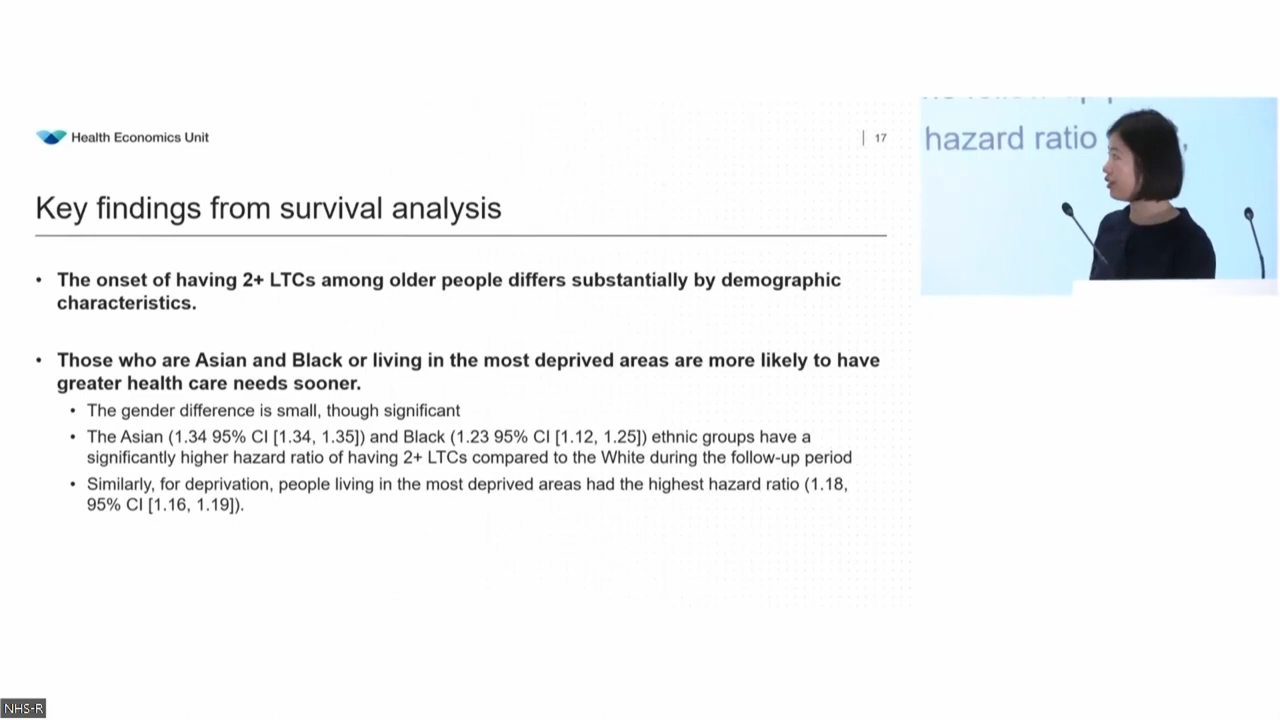 Health Economics Unit
17
Key findings from survival analysis
• The onset of having 2+ LTCs among older people differs substantially by demographic
characteristics.
• Those who are Asian and Black or living in the most deprived areas are more likely to have
greater health care needs sooner.
• The gender difference is small, though significant
• The Asian (1.34 95% CI [1.34, 1.35]) and Black (1.23 95% CI [1.12, 1.25]) ethnic groups have a
significantly higher hazard ratio of having 2+ LTCs compared to the White during the follow-up period
• Similarly, for deprivation, people living in the most deprived areas had the highest hazard ratio (1.18,
95% CI [1.16, 1.19]).
hazard ratio
NHS-R